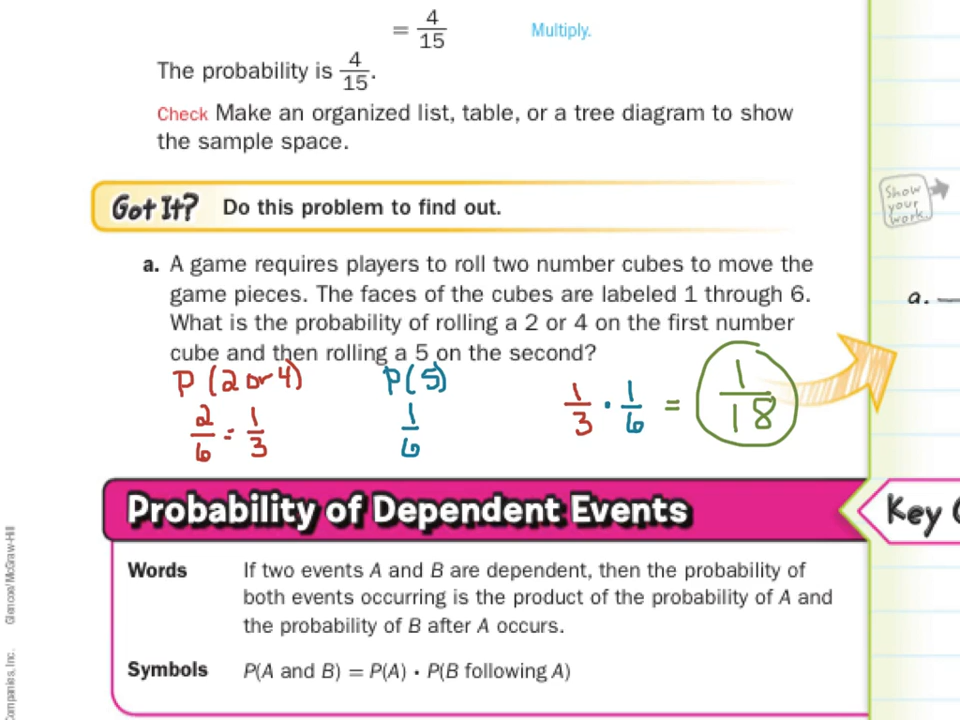 = 4/15 Multiply.
The probability is 4/15.
Check Make an organized list, table, or a tree diagram to show
the sample space.
Got It? Do this problem to find out.
Show
your
work.
a. A game requires players to roll two number cubes to move the
game pieces. The faces of the cubes are labeled 1 through 6.
a.
What is the probability of rolling a 2 or 4 on the first number
cube and then rolling a 5 on the second?
P (2 or 4) P(5)
2/6 = 1/3 1/6 1/3 · 1/6 = 1/18
Probability of Dependent Events
Key
Words If two events A and B are dependent, then the probability of
both events occurring is the product of the probability of A and
the probability of B after A occurs.
Symbols P(A and B) = P(A) · P(B following A)
Companies, Inc. Glencoe/McGraw-Hill